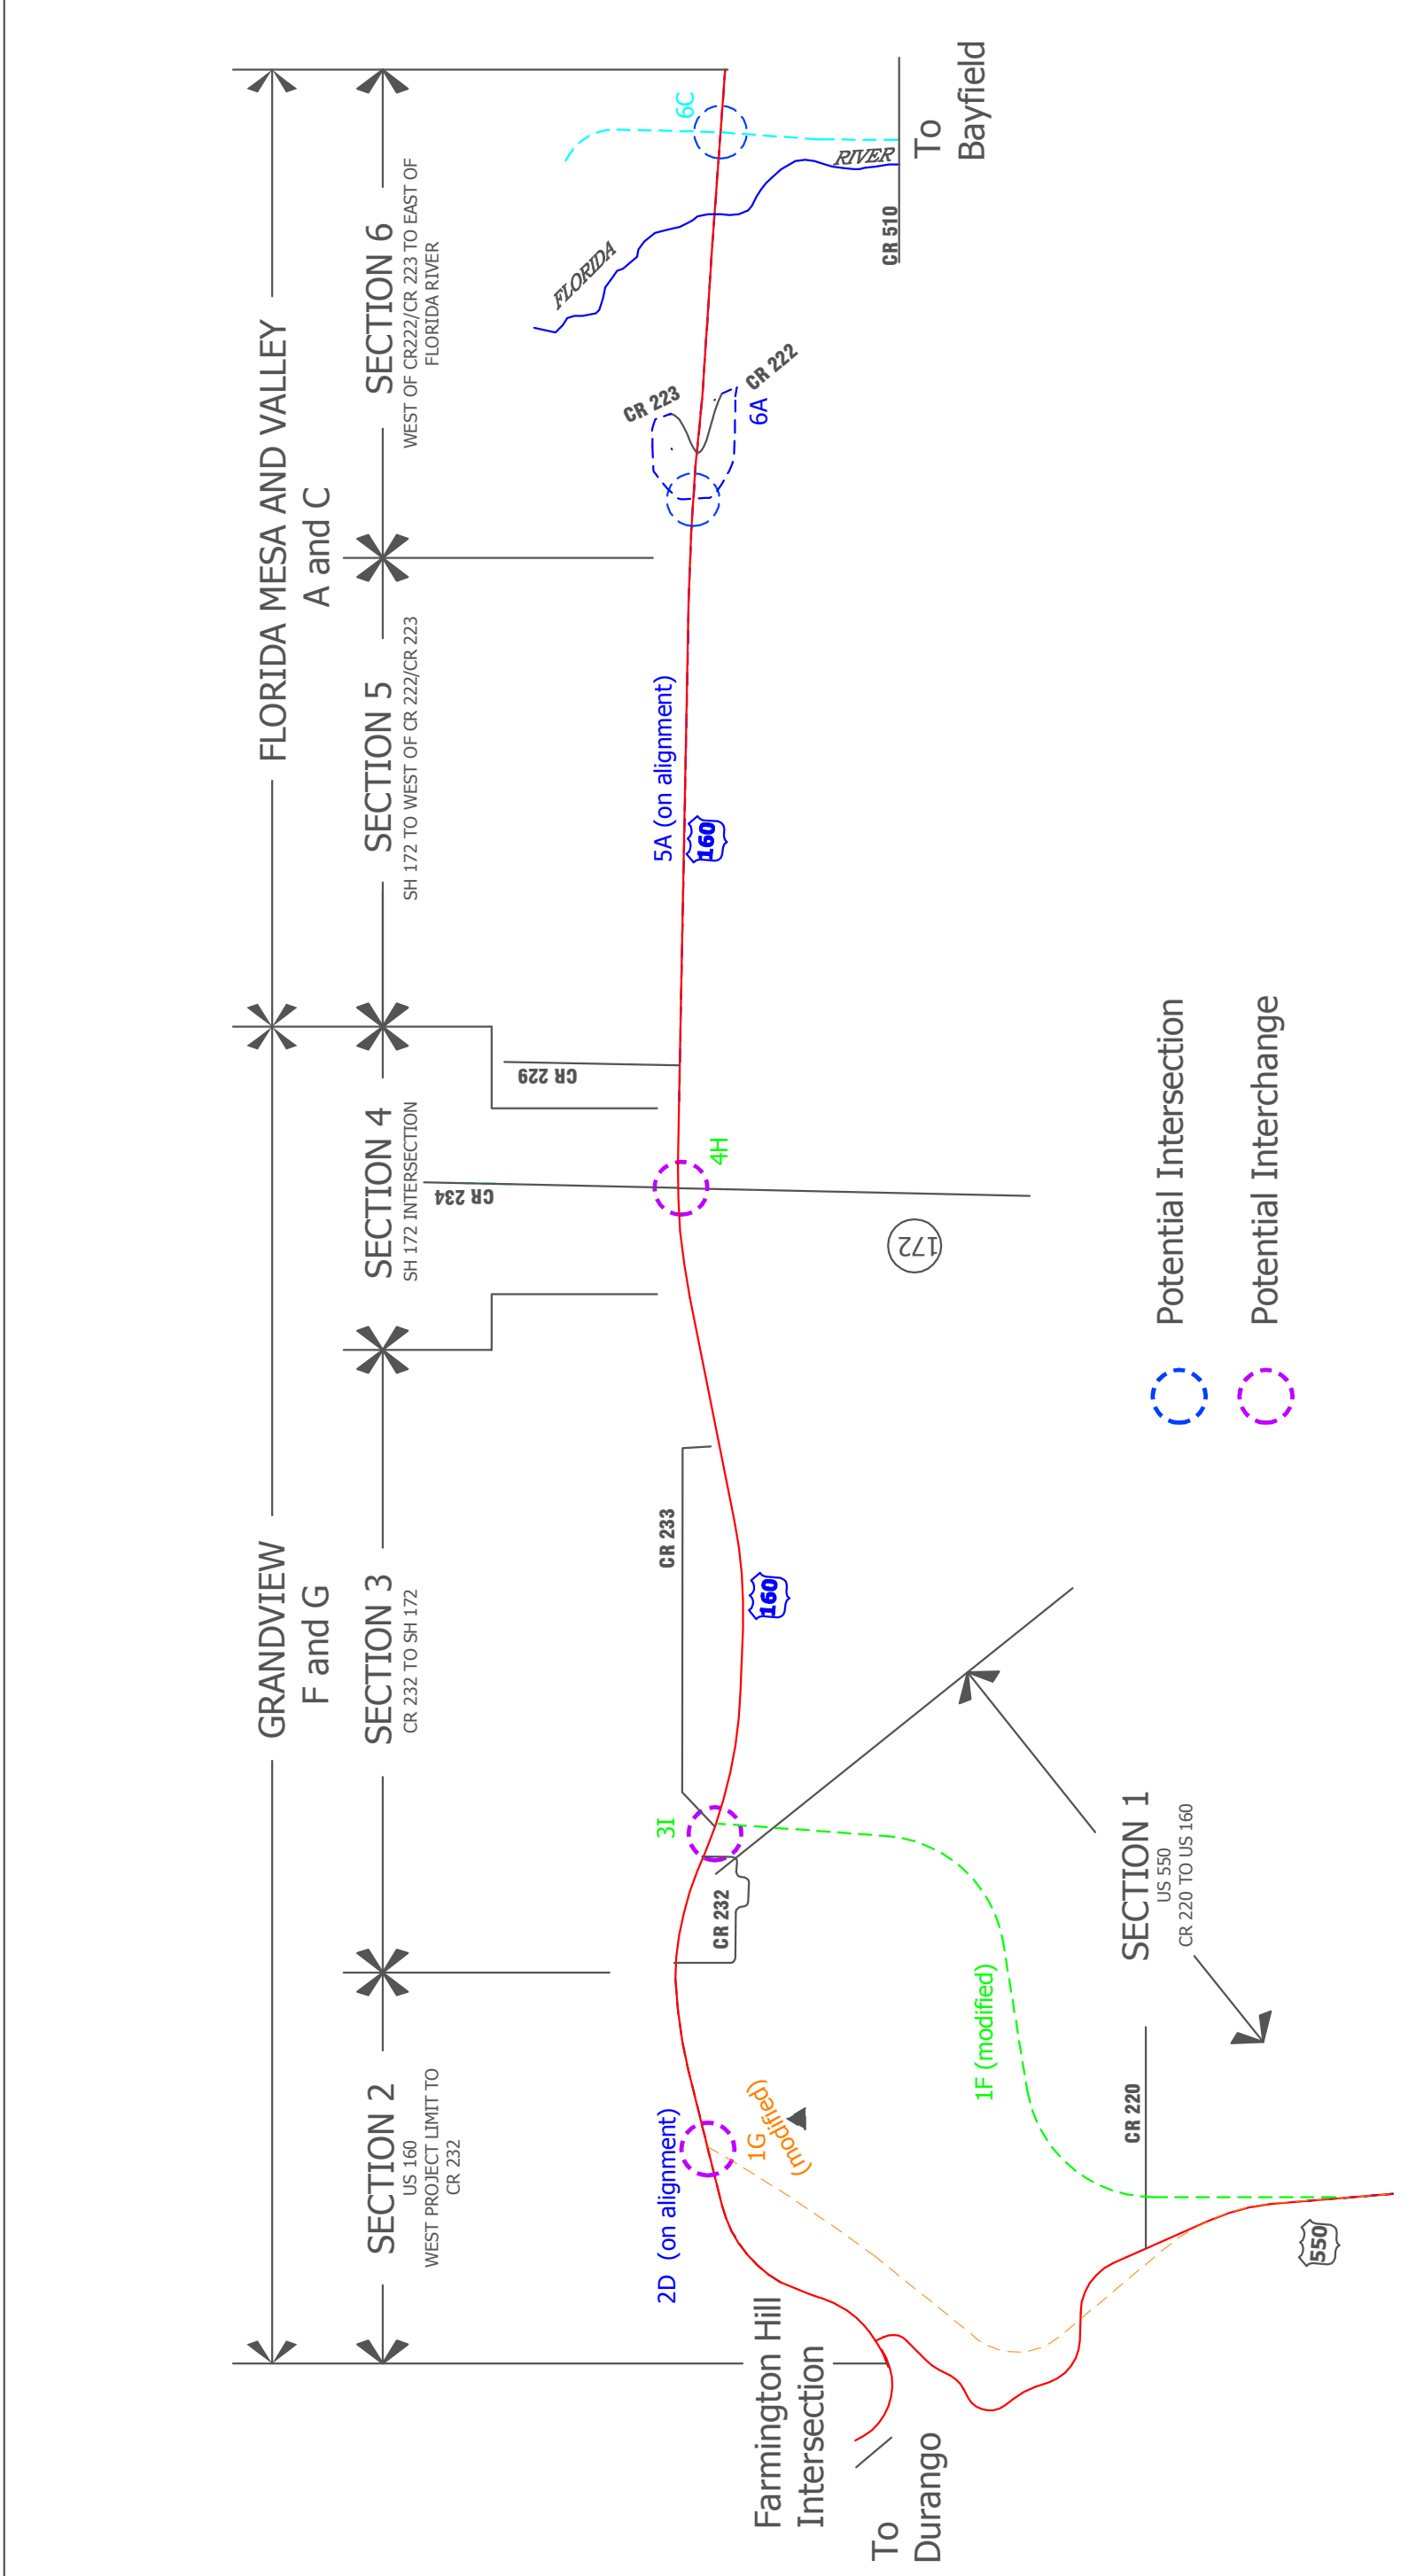 GRANDVIEW
F and G
FLORIDA MESA AND VALLEY
A and C
SECTION 2
US 160
WEST PROJECT LIMIT TO
CR 232
SECTION 3
CR 232 TO SH 172
SECTION 4
SH 172 INTERSECTION
SECTION 5
SH 172 TO WEST OF CR 222/CR 223
SECTION 6
WEST OF CR222/CR 223 TO EAST OF
FLORIDA RIVER
CR 234
CR 229
FLORIDA
RIVER
2D (on alignment)
3I
CR 233
5A (on alignment)
CR 223
6C
CR 232
4H
160
CR 222
6A
1G
(modified)
160
Farmington Hill
Intersection
To
Durango
172
CR 510
To
Bayfield
1F (modified)
CR 220
SECTION 1
US 550
CR 220 TO US 160
550
Potential Intersection
Potential Interchange